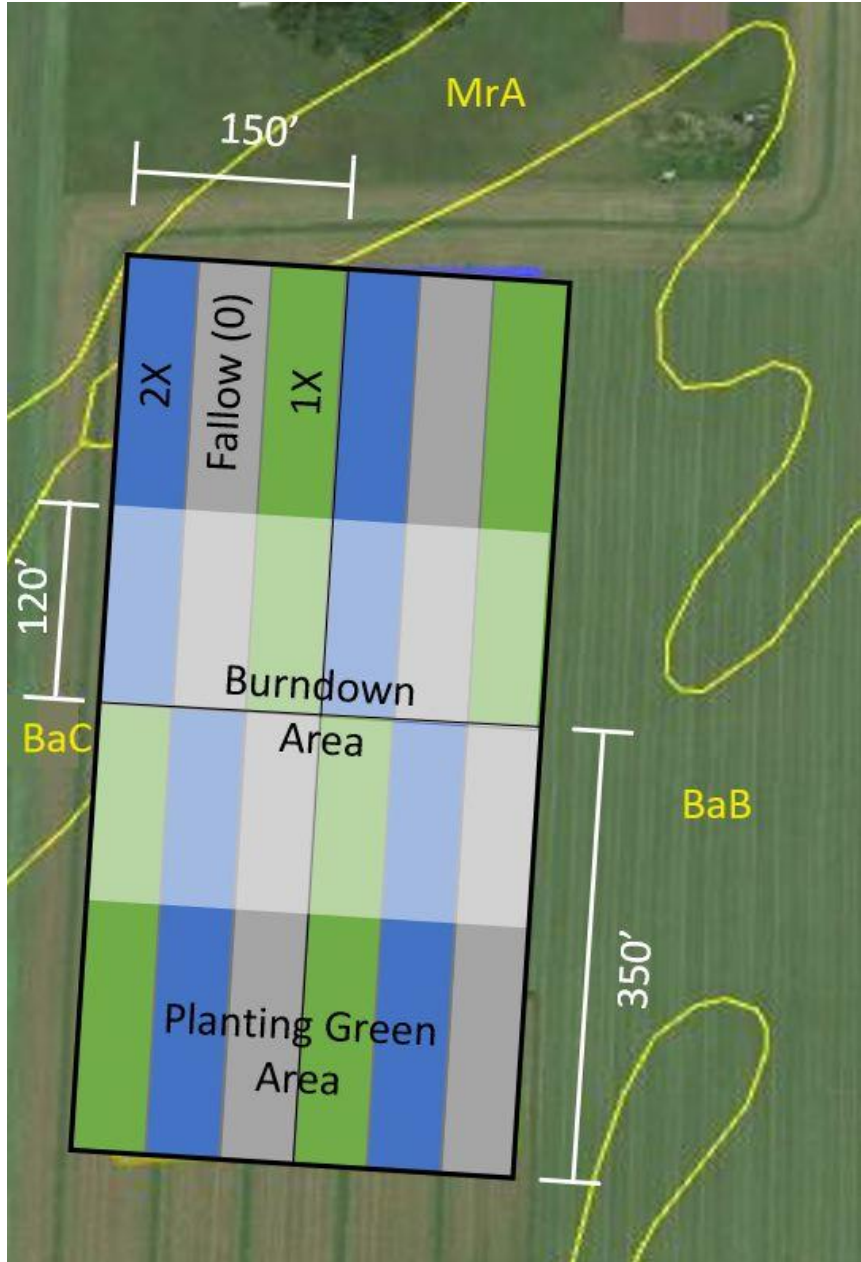 MrA
150’
2X
Fallow (0)
1X
120’
Burndown
Area
BaC
BaB
350’
Planting Green
Area